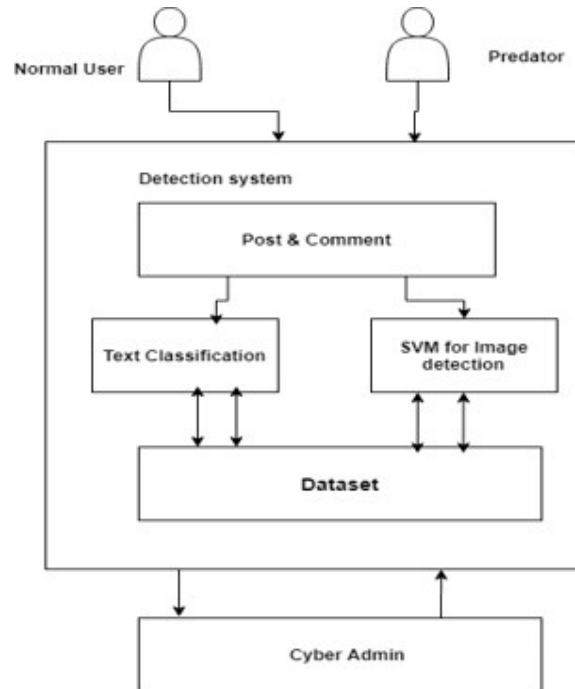 Normal User
Predator
Detection system
Post & Comment
Text Classification
SVM for Image
detection
Dataset
Cyber Admin